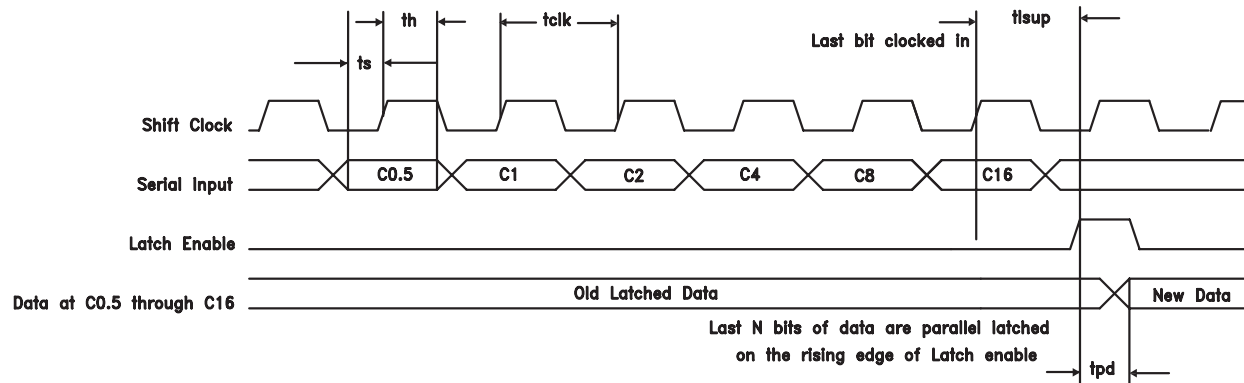 th
tclk
tlsup
Last bit clocked in
ts
Shift Clock
Serial Input
C0.5
C1
C2
C4
C8
C16
Latch Enable
Data at C0.5 through C16
Old Latched Data
New Data
Last N bits of data are parallel latched
on the rising edge of Latch enable
tpd